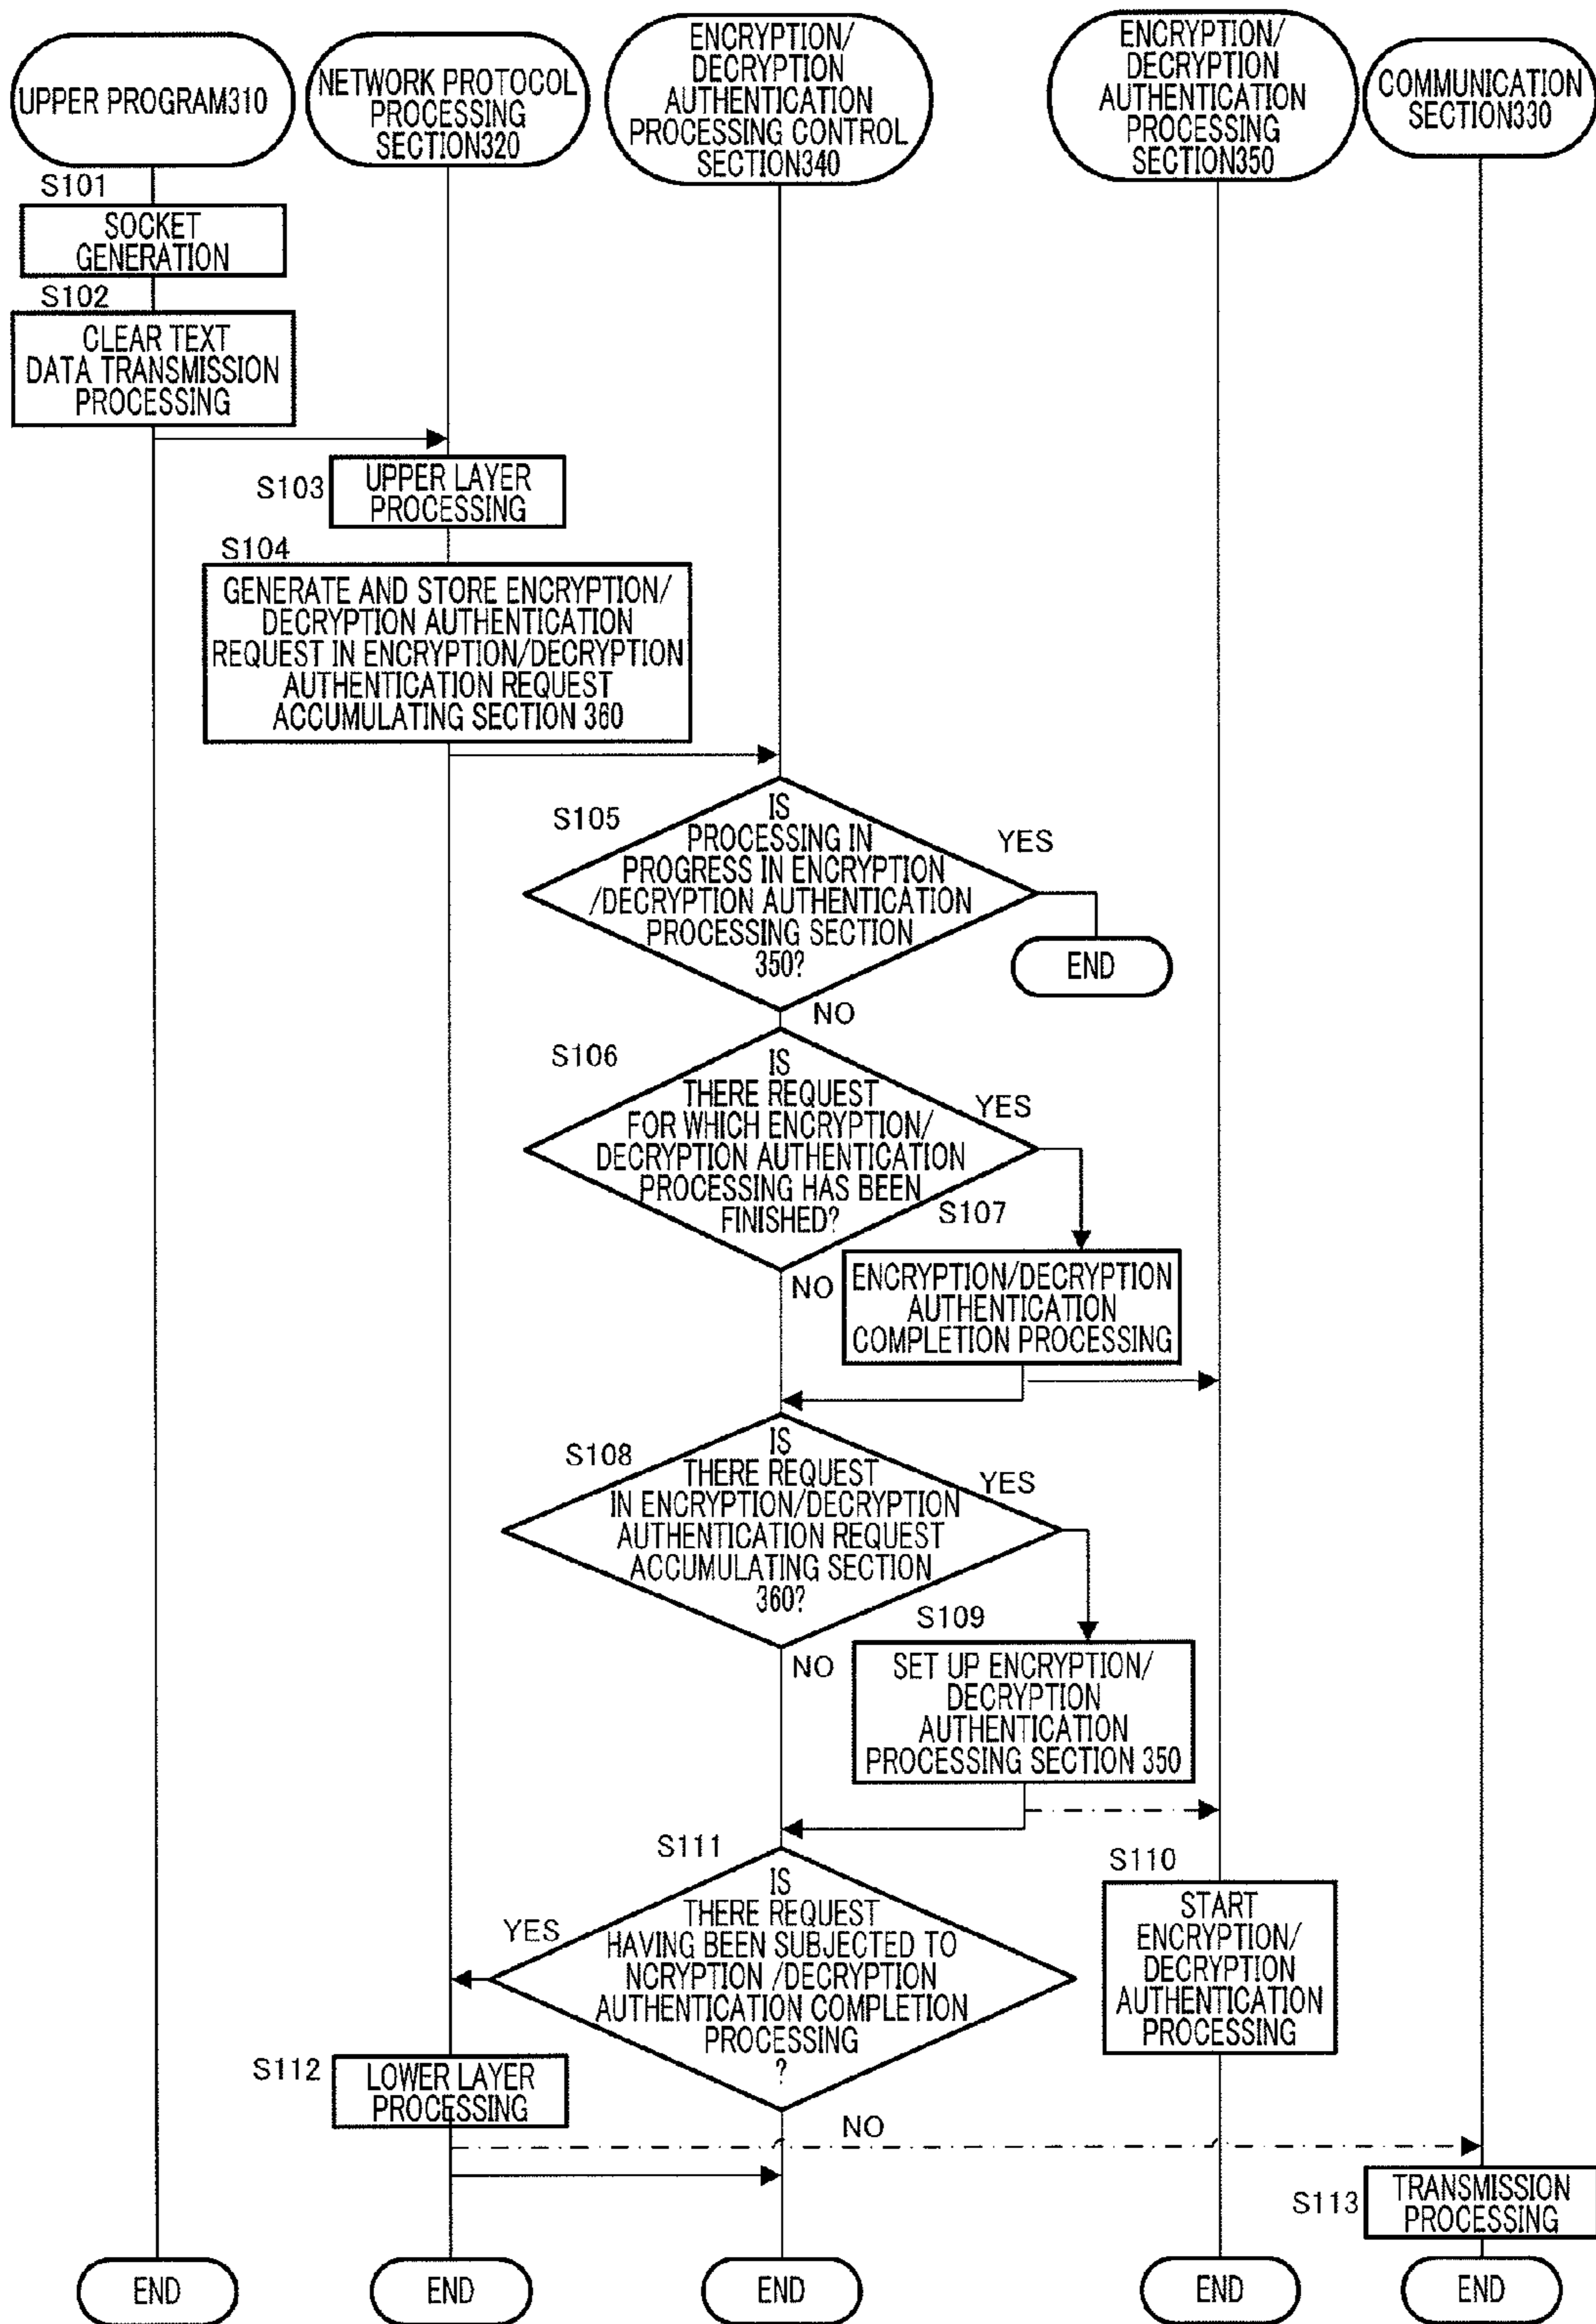 UPPER PROGRAM310
NETWORK PROTOCOL
PROCESSING
SECTION320
ENCRYPTION/
DECRYPTION
AUTHENTICATION
PROCESSING CONTROL
SECTION340
ENCRYPTION/
DECRYPTION
AUTHENTICATION
PROCESSING
SECTION350
COMMUNICATION
SECTION330
S101
SOCKET
GENERATION
S102
CLEAR TEXT
DATA TRANSMISSION
PROCESSING
S103
UPPER LAYER
PROCESSING
S104
GENERATE AND STORE ENCRYPTION/
DECRYPTION AUTHENTICATION
REQUEST IN ENCRYPTION/DECRYPTION
AUTHENTICATION REQUEST
ACCUMULATING SECTION 360
S105
IS
PROCESSING IN
PROGRESS IN ENCRYPTION
/DECRYPTION AUTHENTICATION
PROCESSING SECTION
350?
YES
END
NO
S106
IS
THERE REQUEST
FOR WHICH ENCRYPTION/
DECRYPTION AUTHENTICATION
PROCESSING HAS BEEN
FINISHED?
YES
S107
NO
ENCRYPTION/DECRYPTION
AUTHENTICATION
COMPLETION PROCESSING
S108
IS
THERE REQUEST
IN ENCRYPTION/DECRYPTION
AUTHENTICATION REQUEST
ACCUMULATING SECTION
360?
YES
S109
NO
SET UP ENCRYPTION/
DECRYPTION
AUTHENTICATION
PROCESSING SECTION 350
S111
IS
THERE REQUEST
HAVING BEEN SUBJECTED TO
NCRYPTION /DECRYPTION
AUTHENTICATION COMPLETION
PROCESSING
?
YES
S110
START
ENCRYPTION/
DECRYPTION
AUTHENTICATION
PROCESSING
S112
LOWER LAYER
PROCESSING
NO
S113
TRANSMISSION
PROCESSING
END
END
END
END
END